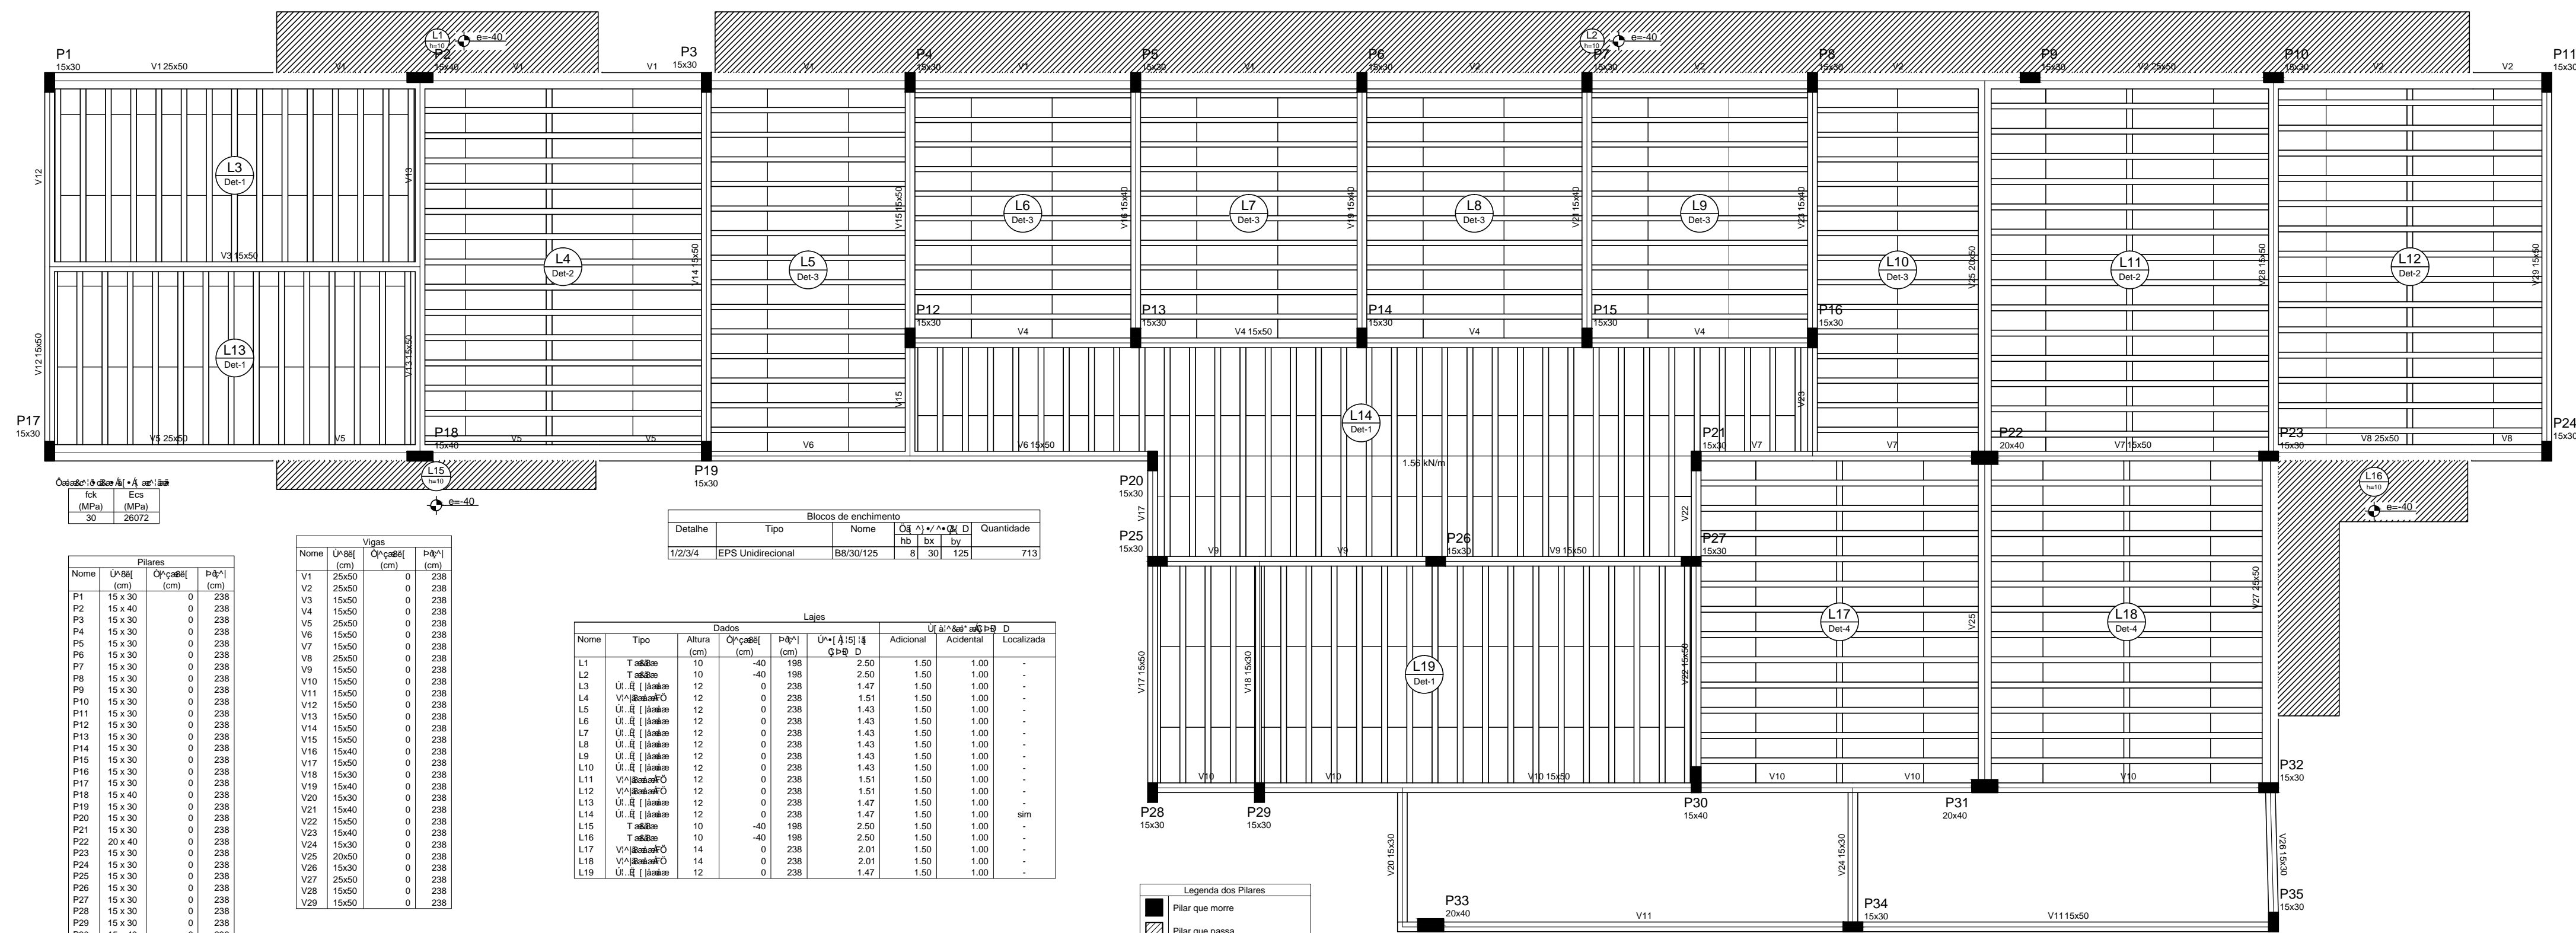 P1
15x30
V1 25x50
L1
h=10
e=-40
P2
15x40
V1
V1
V1
P3
15x30
V1
P4
15x30
V1
P5
15x30
V1
P6
15x30
V2
L2
h=10
e=-40
P7
15x30
V2
P8
15x30
V2
P9
15x30
V2 25x50
P10
15x30
V2
V2
P11
15x30
V12
L3
Det-1
V13
V3 15x50
L4
Det-2
V14 15x50
L5
Det-3
V15 15x50
L6
Det-3
V16 15x40
L7
Det-3
V19 15x40
L8
Det-3
V21 15x40
L9
Det-3
V23 15x40
L10
Det-3
V25 20x50
L11
Det-2
V28 15x50
L12
Det-2
V29 15x50
P12
15x30
V4
P13
15x30
V4 15x50
P14
15x30
V4
P15
15x30
V4
P16
15x30
V12 15x50
L13
Det-1
V13 15x50
V15
L14
Det-1
V23
P17
15x30
V5 25x50
V5
P18
15x40
V5
V5
V6
V6 15x50
P21
15x30
V7
V7
P22
20x40
V7 15x50
P23
15x30
V8 25x50
V8
P24
15x30
L15
h=10
e=-40
P19
15x30
1.56 kN/m
P20
15x30
V17
V22
L16
h=10
e=-40
fck
Ecs
(MPa)
(MPa)
30
26072
Blocos de enchimento
Detalhe Tipo Nome Quantidade
hb bx by
1/2/3/4 EPS Unidirecional B8/30/125 8 30 125 713
P25
15x30
V9
V9
P26
15x30
V9 15x50
P27
15x30
V17 15x50
V18 15x30
L19
Det-1
V22 15x50
L17
Det-4
V25
L18
Det-4
V27 25x50
V10
V10
V10 15x50
V10
V10
V10
P28
15x30
P29
15x30
P30
15x40
P31
20x40
P32
15x30
V20 15x30
V24 15x30
V26 15x30
P33
20x40
V11
P34
15x30
V11 15x50
P35
15x30
Pilares
Nome
(cm) (cm) (cm)
P1 15 x 30 0 238
P2 15 x 40 0 238
P3 15 x 30 0 238
P4 15 x 30 0 238
P5 15 x 30 0 238
P6 15 x 30 0 238
P7 15 x 30 0 238
P8 15 x 30 0 238
P9 15 x 30 0 238
P10 15 x 30 0 238
P11 15 x 30 0 238
P12 15 x 30 0 238
P13 15 x 30 0 238
P14 15 x 30 0 238
P15 15 x 30 0 238
P16 15 x 30 0 238
P17 15 x 30 0 238
P18 15 x 40 0 238
P19 15 x 30 0 238
P20 15 x 30 0 238
P21 15 x 30 0 238
P22 20 x 40 0 238
P23 15 x 30 0 238
P24 15 x 30 0 238
P25 15 x 30 0 238
P26 15 x 30 0 238
P27 15 x 30 0 238
P28 15 x 30 0 238
P29 15 x 30 0 238
Vigas
Nome
(cm) (cm) (cm)
V1 25x50 0 238
V2 25x50 0 238
V3 15x50 0 238
V4 15x50 0 238
V5 25x50 0 238
V6 15x50 0 238
V7 15x50 0 238
V8 25x50 0 238
V9 15x50 0 238
V10 15x50 0 238
V11 15x50 0 238
V12 15x50 0 238
V13 15x50 0 238
V14 15x50 0 238
V15 15x50 0 238
V16 15x40 0 238
V17 15x50 0 238
V18 15x30 0 238
V19 15x40 0 238
V20 15x30 0 238
V21 15x40 0 238
V22 15x50 0 238
V23 15x40 0 238
V24 15x30 0 238
V25 20x50 0 238
V26 15x30 0 238
V27 25x50 0 238
V28 15x50 0 238
V29 15x50 0 238
Lajes
Dados
Nome Tipo Altura Adicional Acidental Localizada
(cm) (cm) (cm)
L1 10 -40 198 2.50 1.50 1.00 -
L2 10 -40 198 2.50 1.50 1.00 -
L3 12 0 238 1.47 1.50 1.00 -
L4 12 0 238 1.51 1.50 1.00 -
L5 12 0 238 1.43 1.50 1.00 -
L6 12 0 238 1.43 1.50 1.00 -
L7 12 0 238 1.43 1.50 1.00 -
L8 12 0 238 1.43 1.50 1.00 -
L9 12 0 238 1.43 1.50 1.00 -
L10 12 0 238 1.43 1.50 1.00 -
L11 12 0 238 1.51 1.50 1.00 -
L12 12 0 238 1.51 1.50 1.00 -
L13 12 0 238 1.47 1.50 1.00 -
L14 12 0 238 1.47 1.50 1.00 sim
L15 10 -40 198 2.50 1.50 1.00 -
L16 10 -40 198 2.50 1.50 1.00 -
L17 14 0 238 2.01 1.50 1.00 -
L18 14 0 238 2.01 1.50 1.00 -
L19 12 0 238 1.47 1.50 1.00 -
Legenda dos Pilares
Pilar que morre
Pilar que passa